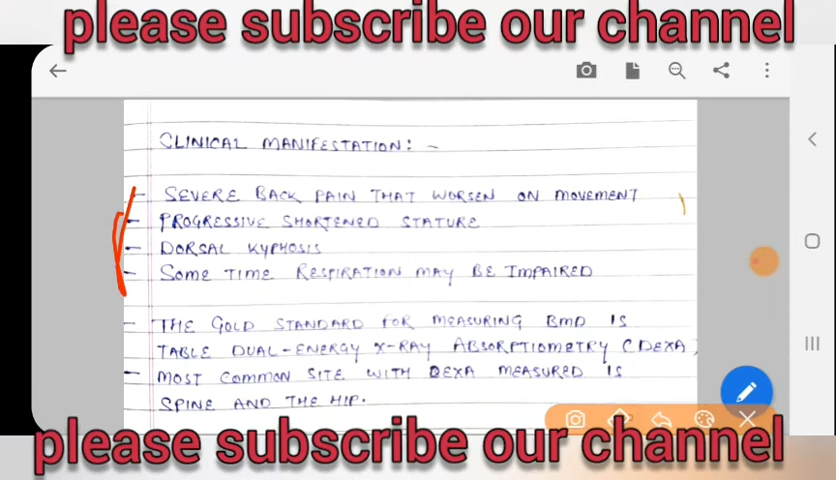 please subscribe our channel
CLINICAL MANIFESTATION: -
- SEVERE BACK PAIN THAT WORSEN ON MOVEMENT
- PROGRESSIVE SHORTENED STATURE
- DORSAL KYPHOSIS
- SOME TIME RESPIRATION MAY BE IMPAIRED
- THE GOLD STANDARD FOR MEASURING BMD IS
TABLE DUAL-ENERGY X-RAY ABSORPTIOMETRY (DEXA)
- MOST COMMON SITE WITH DEXA MEASURED IS
SPINE AND THE HIP.
please subscribe our channel